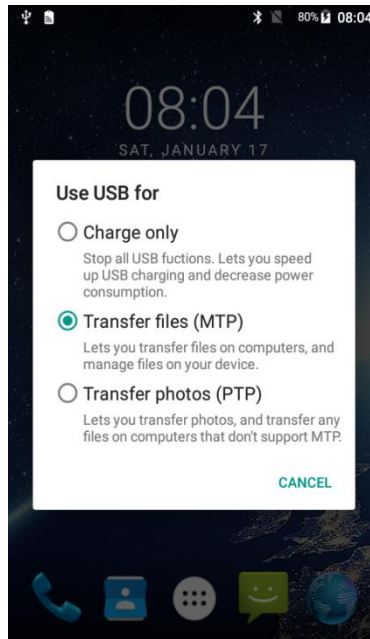 80% 08:04
08:04
SAT, JANUARY 17
Use USB for
Charge only
Stop all USB fuctions. Lets you speed
up USB charging and decrease power
consumption.
Transfer files (MTP)
Lets you transfer files on computers, and
manage files on your device.
Transfer photos (PTP)
Lets you transfer photos, and transfer any
files on computers that don't support MTP.
CANCEL